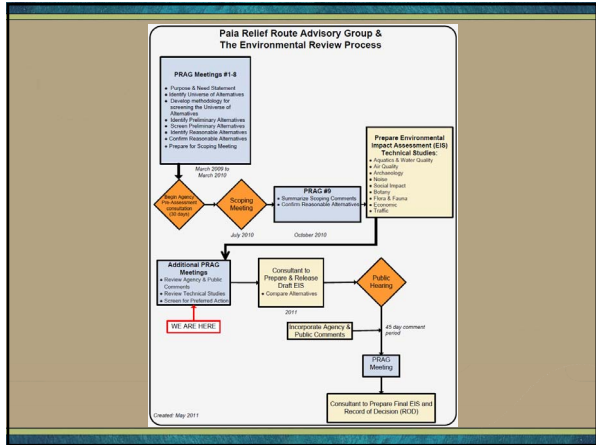 Paia Relief Route Advisory Group &
The Environmental Review Process
PRAG Meetings #1-8
• Purpose & Need Statement
• Identify Universe of Alternatives
• Develop methodology for
screening the Universe of
Alternatives
• Identify Preliminary Alternatives
• Screen Preliminary Alternatives
• Identify Reasonable Alternatives
• Confirm Reasonable Alternatives
• Prepare for Scoping Meeting
March 2009 to
March 2010
Begin Agency
Pre-Assessment
consultation
(30 days)
Scoping
Meeting
July 2010
PRAG #9
• Summarize Scoping Comments
• Confirm Reasonable Alternatives
October 2010
Prepare Environmental
Impact Assessment (EIS)
Technical Studies:
• Aquatics & Water Quality
• Air Quality
• Archaeology
• Noise
• Social Impact
• Botany
• Flora & Fauna
• Economic
• Traffic
Additional PRAG
Meetings
• Review Agency & Public
Comments
• Review Technical Studies
• Screen for Preferred Action
WE ARE HERE
Consultant to
Prepare & Release
Draft EIS
• Compare Alternatives
2011
Public
Hearing
Incorporate Agency &
Public Comments
45 day comment
period
PRAG
Meeting
Consultant to Prepare Final EIS and
Record of Decision (ROD)
Created: May 2011